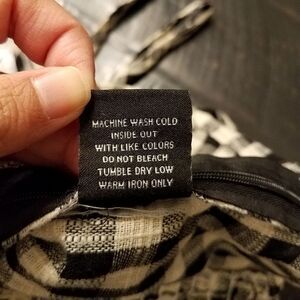 MACHINE WASH COLD
INSIDE OUT
WITH LIKE COLORS
DO NOT BLEACH
TUMBLE DRY LOW
WARM IRON ONLY